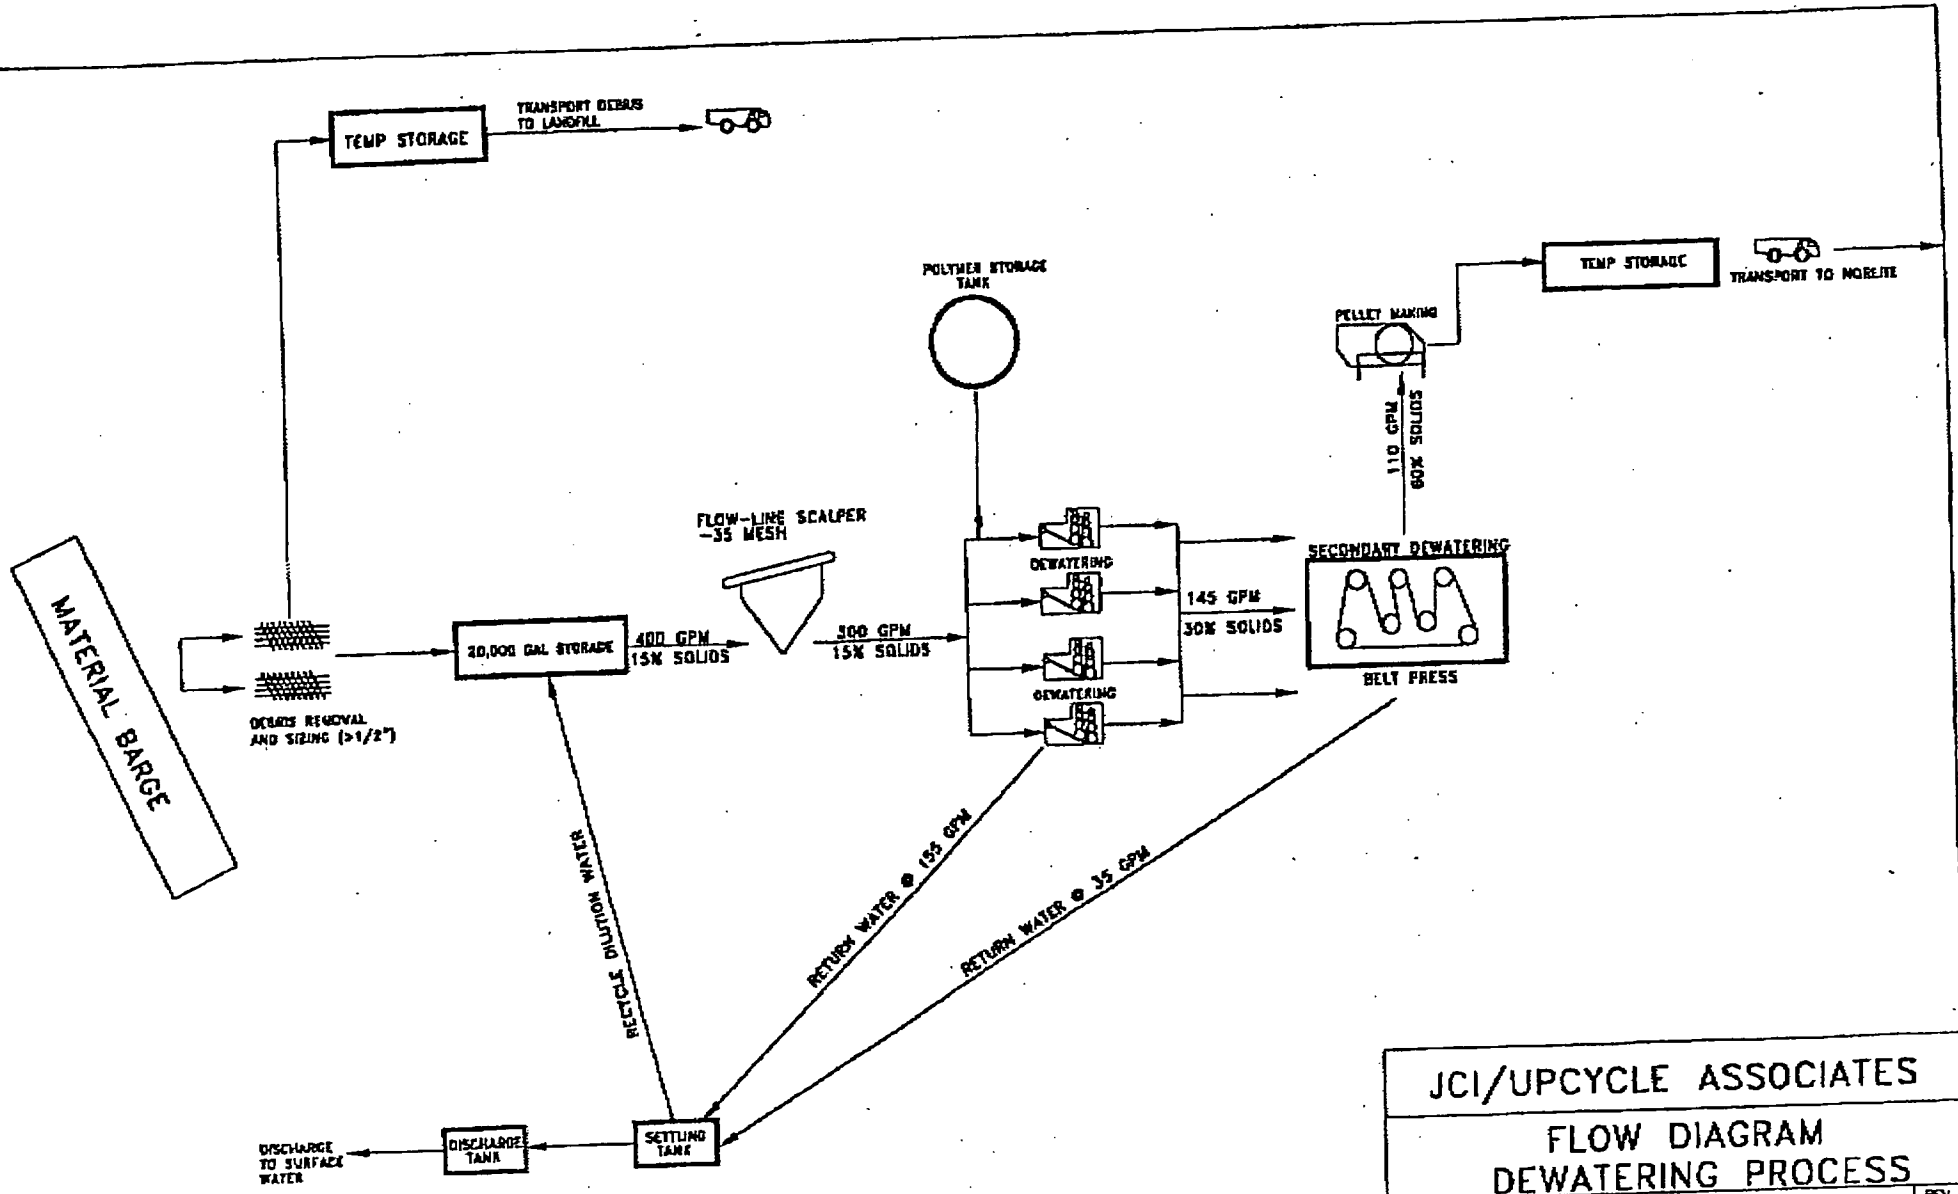 TRANSPORT DEBRIS
TO LANDFILL
TEMP STORAGE
POLYMER STORAGE
TANK
TEMP STORAGE
TRANSPORT TO NORLITE
PELLET MAKING
110 GPM
60% SOLIDS
FLOW-LINE SCALPER
-35 MESH
MATERIAL BARGE
DEBRIS REMOVAL
AND SIZING (>1/2")
20,000 GAL STORAGE
400 GPM
15% SOLIDS
300 GPM
15% SOLIDS
DEWATERING
DEWATERING
145 GPM
30% SOLIDS
SECONDARY DEWATERING
BELT PRESS
RECYCLE DILUTION WATER
RETURN WATER @ 155 GPM
RETURN WATER @ 35 GPM
DISCHARGE
TO SURFACE
WATER
DISCHARGE
TANK
SETTLING
TANK
JCI/UPCYCLE ASSOCIATES
FLOW DIAGRAM
DEWATERING PROCESS